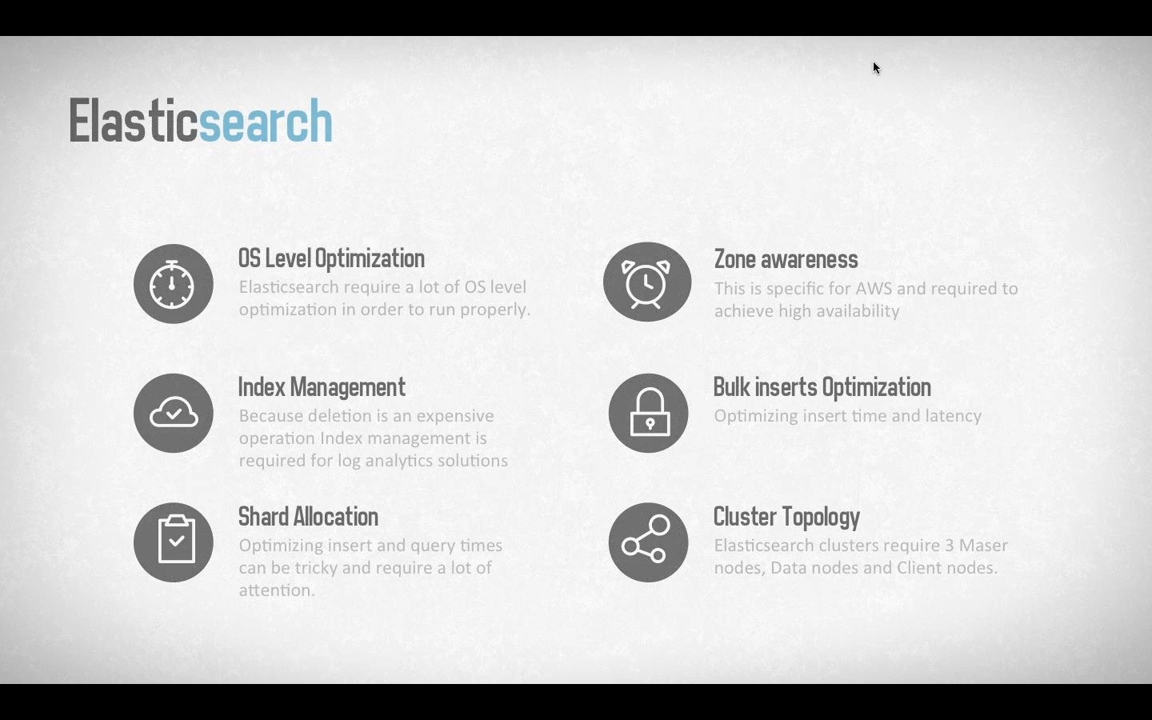 Elasticsearch
OS Level Optimization
Elasticsearch require a lot of OS level
optimization in order to run properly.
Index Management
Because deletion is an expensive
operation Index management is
required for log analytics solutions
Shard Allocation
Optimizing insert and query times
can be tricky and require a lot of
attention.
Zone awareness
This is specific for AWS and required to
achieve high availability
Bulk inserts Optimization
Optimizing insert time and latency
Cluster Topology
Elasticsearch clusters require 3 Maser
nodes, Data nodes and Client nodes.